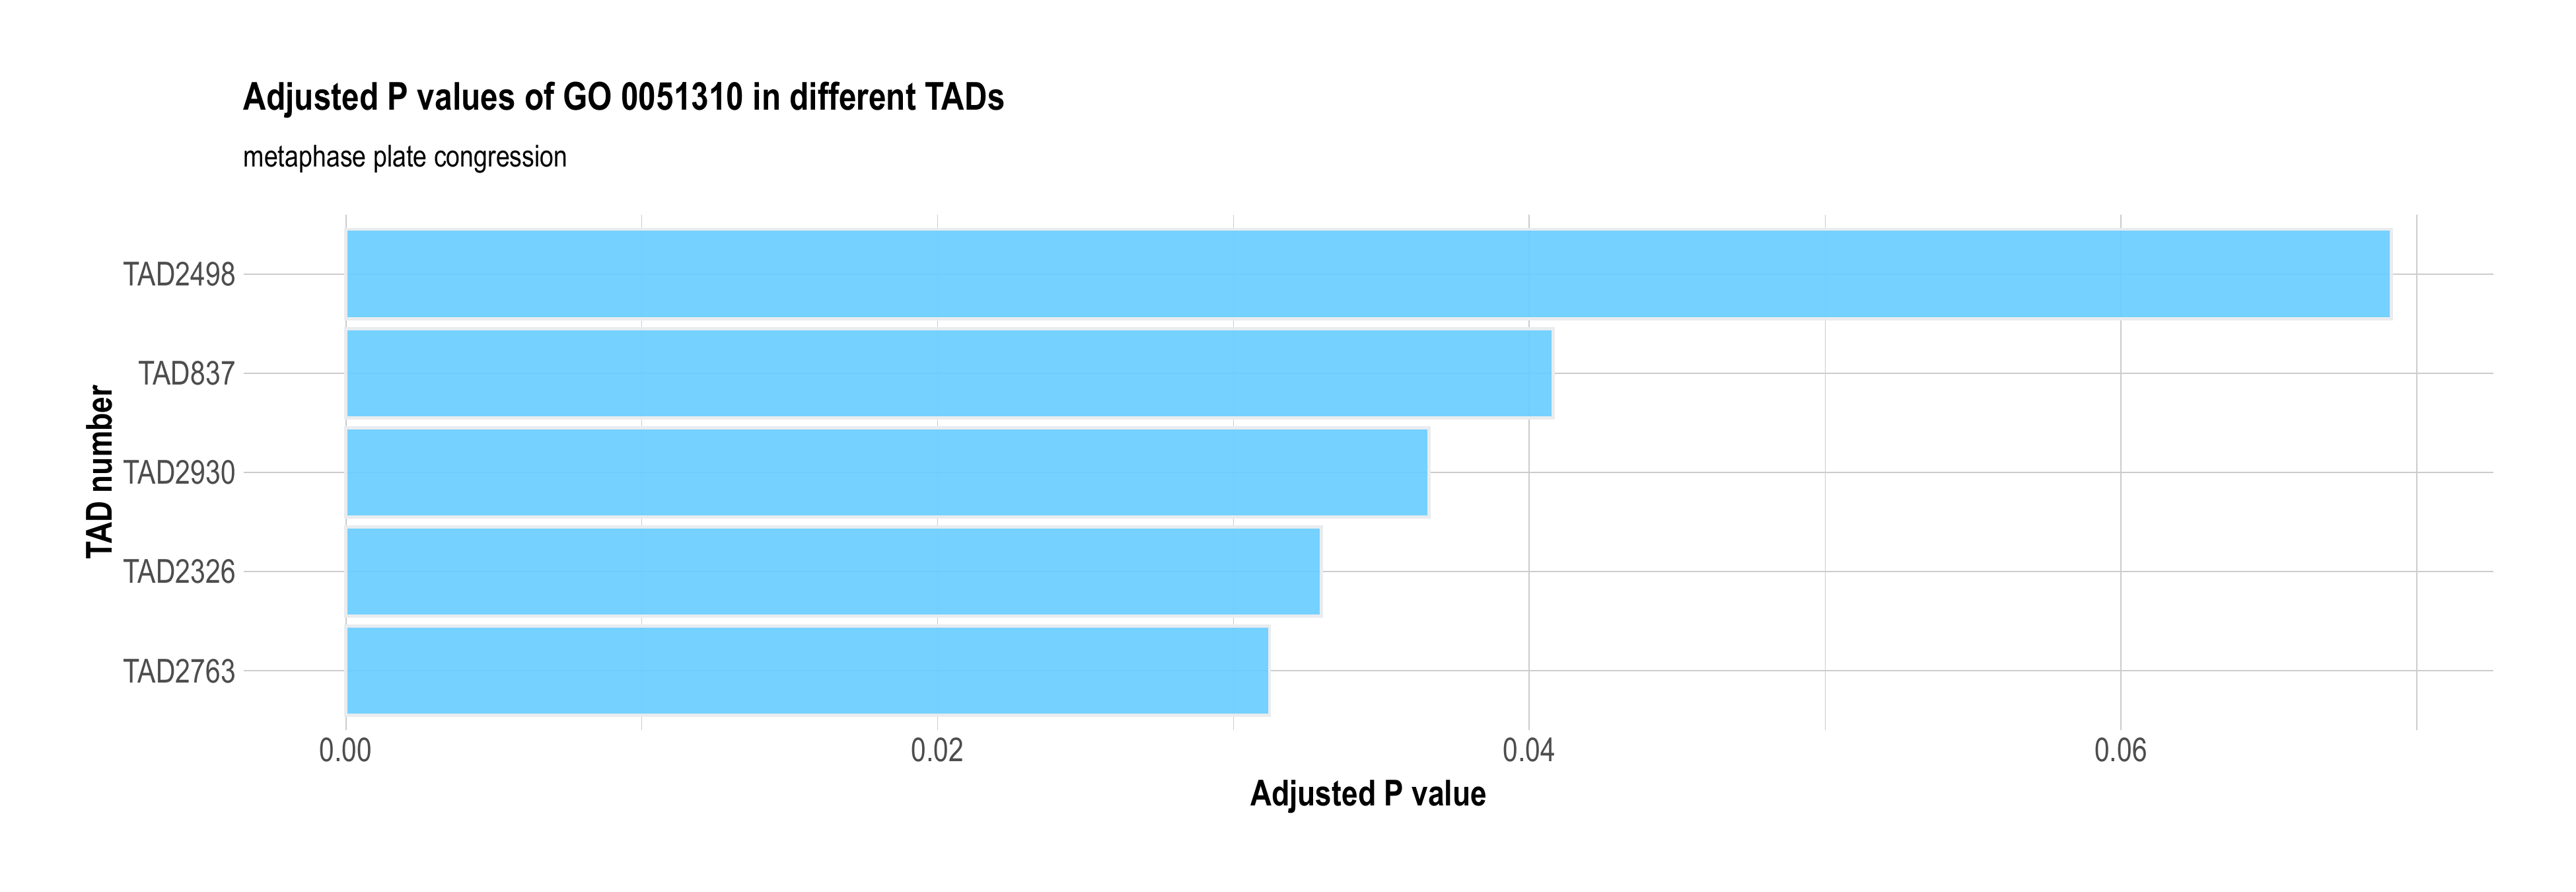 Adjusted P values of GO 0051310 in different TADs
metaphase plate congression
TAD number
TAD2498
TAD837
TAD2930
TAD2326
TAD2763
0.00 0.02 0.04 0.06
Adjusted P value